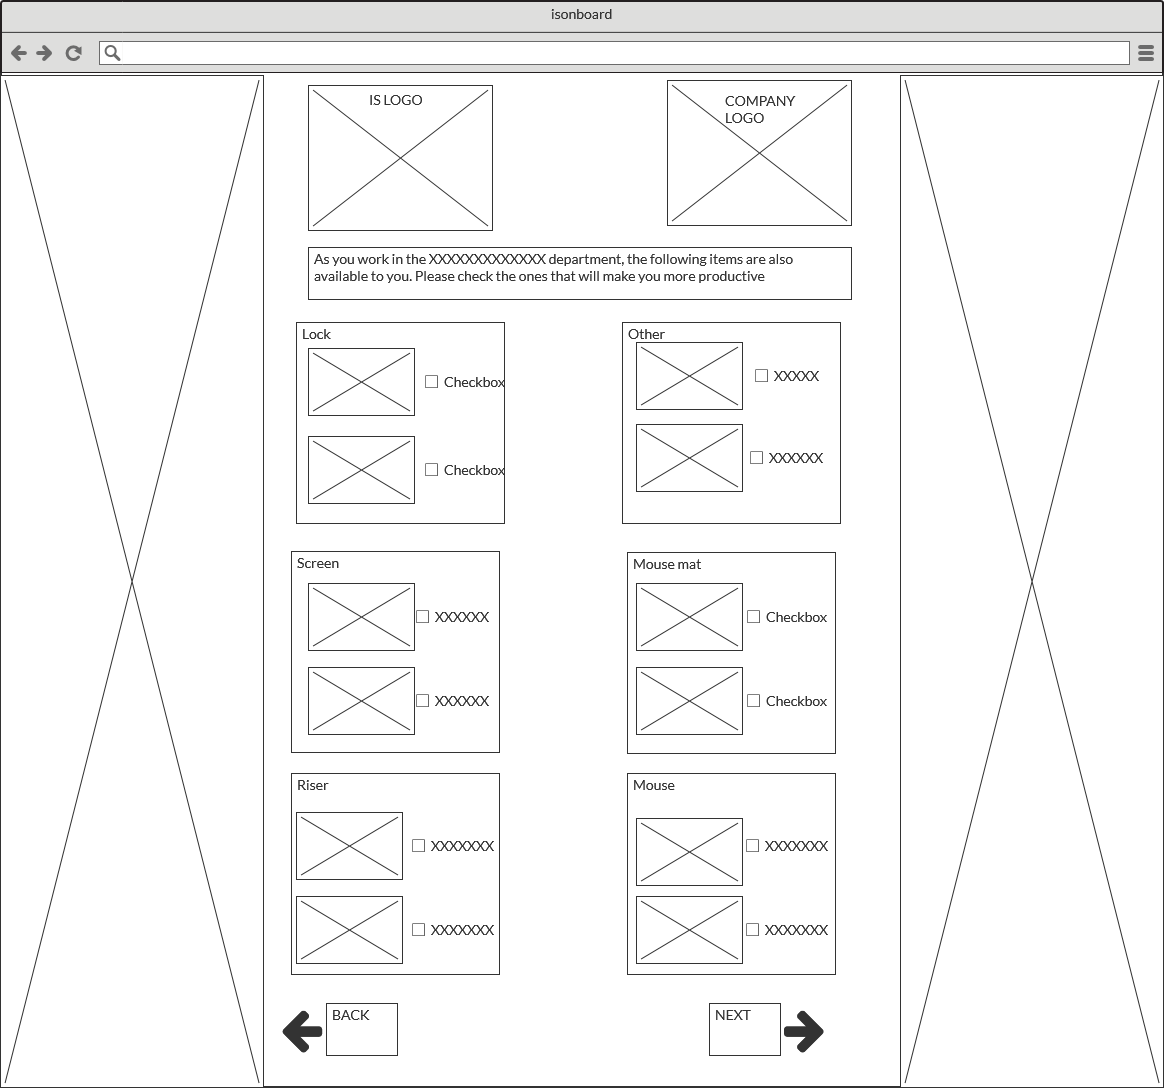 isonboard
IS LOGO
COMPANY
LOGO
As you work in the XXXXXXXXXXXXX department, the following items are also
available to you. Please check the ones that will make you more productive
Lock
Checkbox
Checkbox
Other
XXXXX
XXXXXX
Screen
XXXXXX
XXXXXX
Mouse mat
Checkbox
Checkbox
Riser
XXXXXXX
XXXXXXX
Mouse
XXXXXXX
XXXXXXX
BACK
NEXT